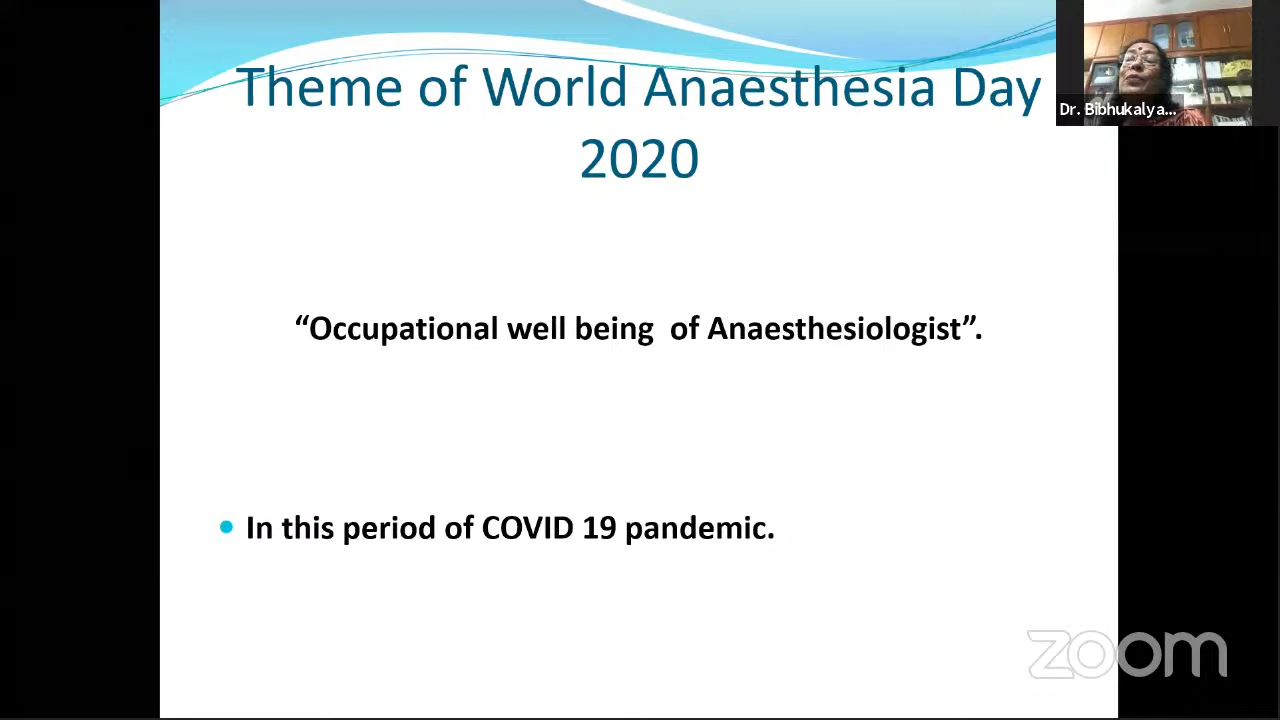 Theme of World Anaesthesia Day
2020
Dr. Bibhukalya...
“Occupational well being  of Anaesthesiologist”.
• In this period of COVID 19 pandemic.
zoom